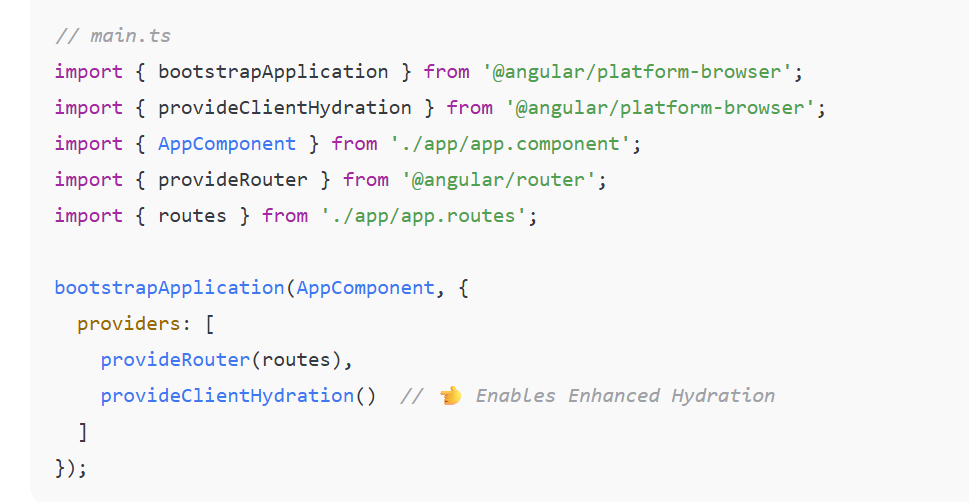 // main.ts
import { bootstrapApplication } from '@angular/platform-browser';
import { provideClientHydration } from '@angular/platform-browser';
import { AppComponent } from './app/app.component';
import { provideRouter } from '@angular/router';
import { routes } from './app/app.routes';
bootstrapApplication(AppComponent, {
  providers: [
    provideRouter(routes),
    provideClientHydration()  // 👈 Enables Enhanced Hydration
  ]
});